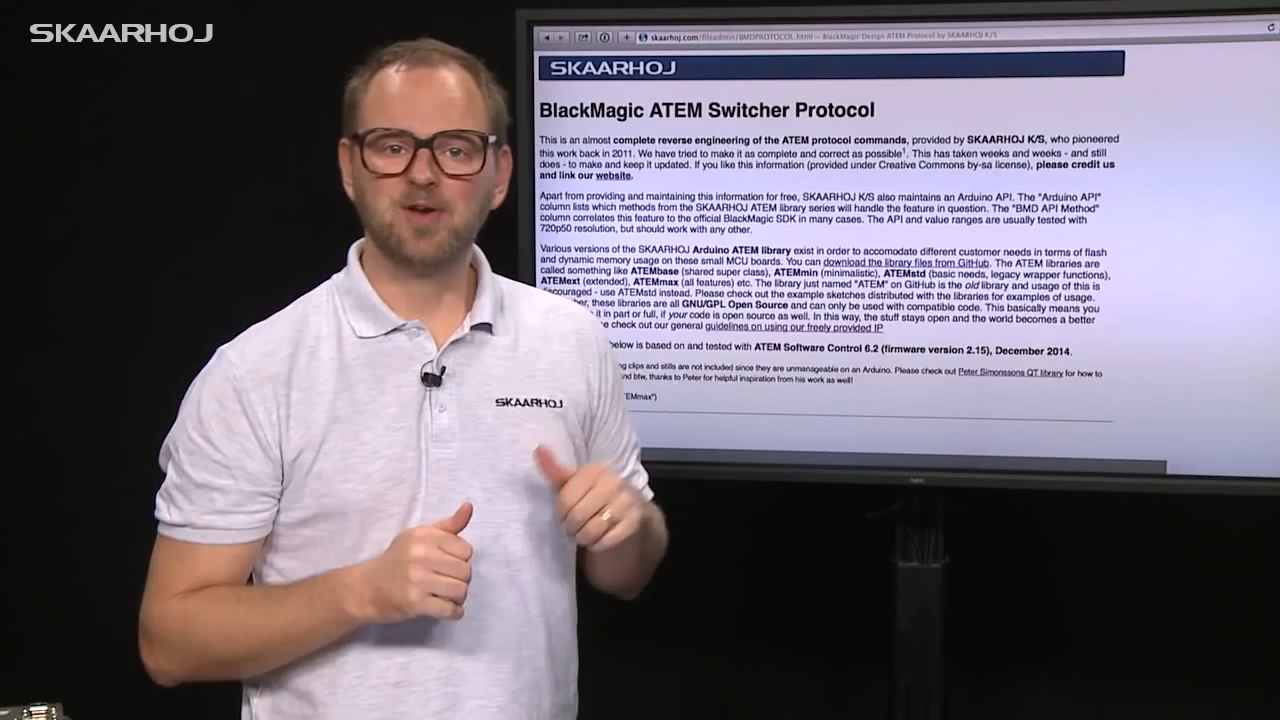 SKAARHOJ
skaarhoj.com/fileadmin/BMDPROTOCOL.html — BlackMagic Design ATEM Protocol by SKAARHOJ K/S
SKAARHOJ
BlackMagic ATEM Switcher Protocol
This is an almost complete reverse engineering of the ATEM protocol commands, provided by SKAARHOJ K/S, who pioneered
this work back in 2011. We have tried to make it as complete and correct as possible¹. This has taken weeks and weeks - and still
does - to make and keep it updated. If you like this information (provided under Creative Commons by-sa license), please credit us
and link our website.
Apart from providing and maintaining this information for free, SKAARHOJ K/S also maintains an Arduino API. The "Arduino API"
column lists which methods from the SKAARHOJ ATEM library series will handle the feature in question. The "BMD API Method"
column correlates this feature to the official BlackMagic SDK in many cases. The API and value ranges are usually tested with
720p50 resolution, but should work with any other.
Various versions of the SKAARHOJ Arduino ATEM library exist in order to accomodate different customer needs in terms of flash
and dynamic memory usage on these small MCU boards. You can download the library files from GitHub. The ATEM libraries are
called something like ATEMbase (shared super class), ATEMmin (minimalistic), ATEMstd (basic needs, legacy wrapper functions),
ATEMext (extended), ATEMmax (all features) etc. The library just named "ATEM" on GitHub is the old library and usage of this is
scouraged - use ATEMstd instead. Please check out the example sketches distributed with the libraries for examples of usage.
ber, these libraries are all GNU/GPL Open Source and can only be used with compatible code. This basically means you
it in part or full, if your code is open source as well. In this way, the stuff stays open and the world becomes a better
e check out our general guidelines on using our freely provided IP
below is based on and tested with ATEM Software Control 6.2 (firmware version 2.15), December 2014.
ng clips and stills are not included since they are unmanageable on an Arduino. Please check out Peter Simonssons QT library for how to
And btw, thanks to Peter for helpful inspiration from his work as well!
TEMmax")
SKAARHOJ